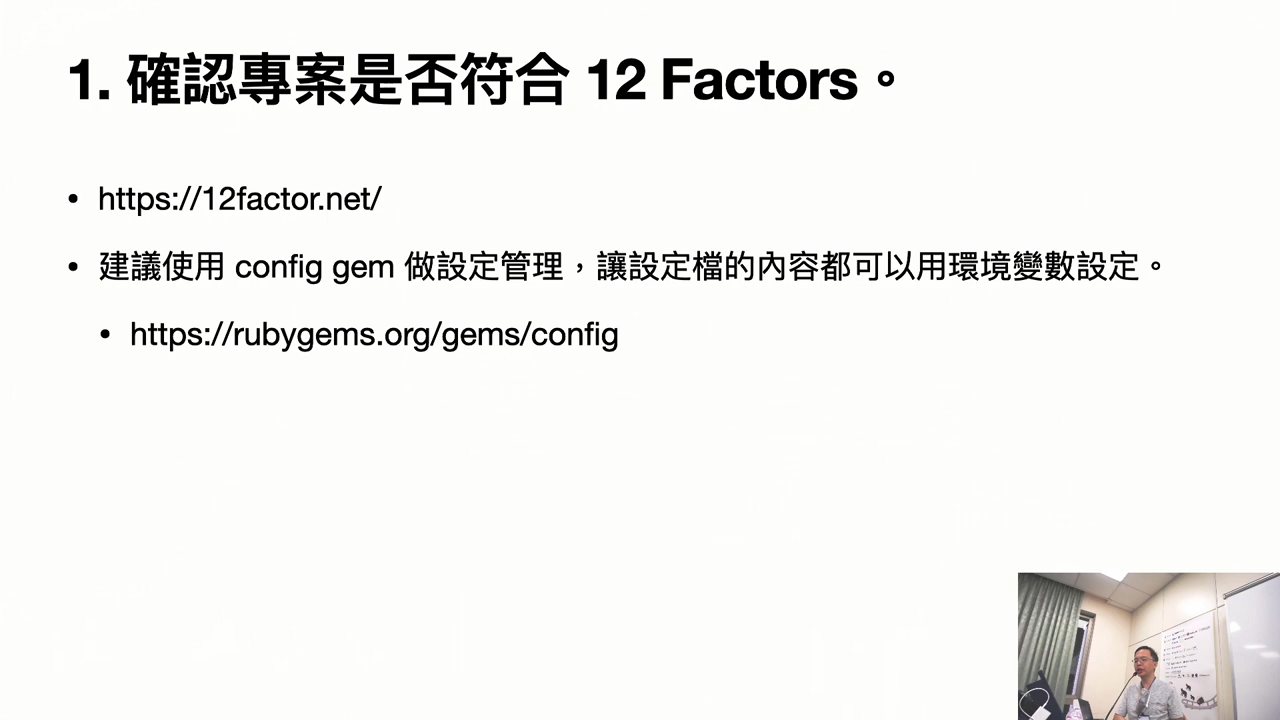 1. 確認專案是否符合 12 Factors。
• https://12factor.net/
• 建議使用 config gem 做設定管理，讓設定檔的內容都可以用環境變數設定。
• https://rubygems.org/gems/config